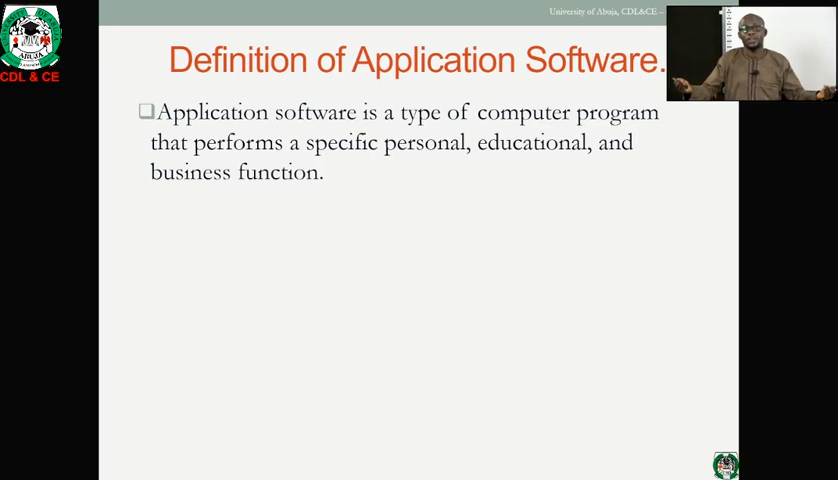 University of Abuja, CDL&CE –
Definition of Application Software.
Application software is a type of computer program
that performs a specific personal, educational, and
business function.
ABUJA
CDL & CE